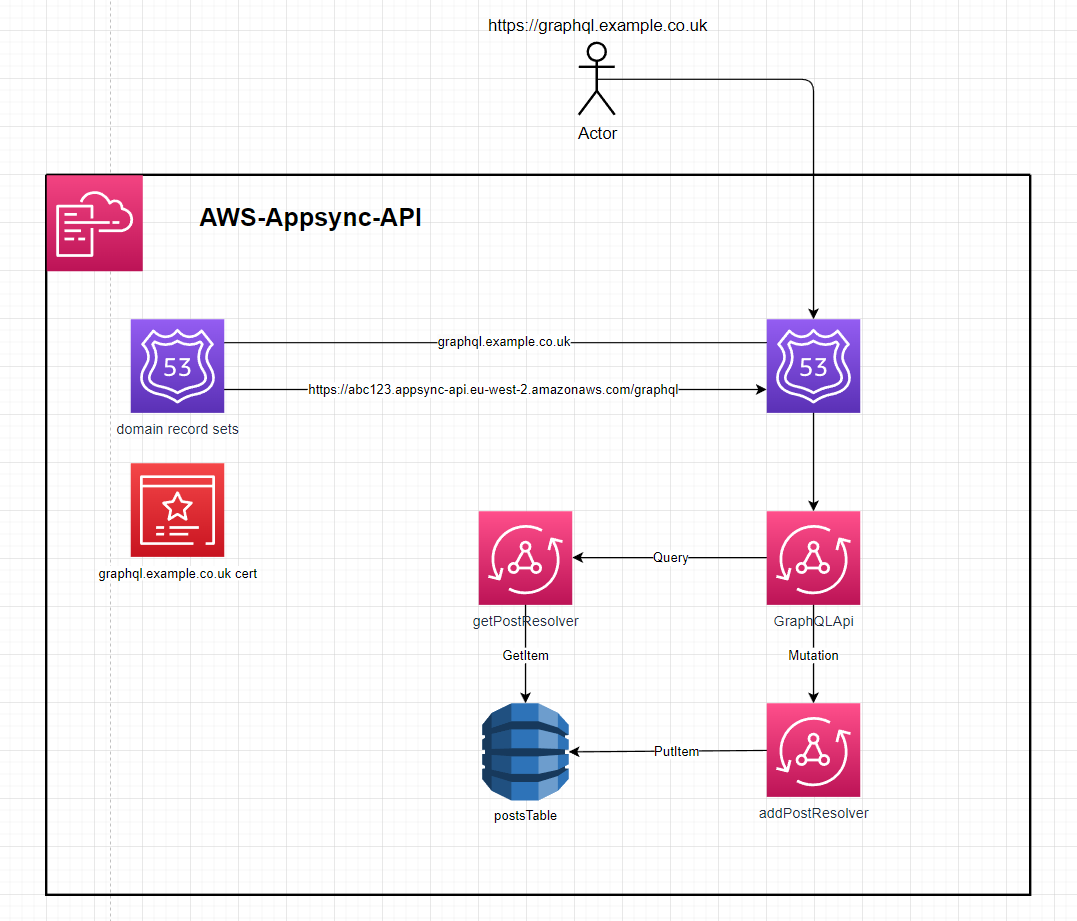 https://graphql.example.co.uk
Actor
AWS-Appsync-API
53
graphql.example.co.uk
53
https://abc123.appsync-api.eu-west-2.amazonaws.com/graphql
domain record sets
graphql.example.co.uk cert
Query
getPostResolver
GraphQLApi
GetItem
Mutation
PutItem
postsTable
addPostResolver